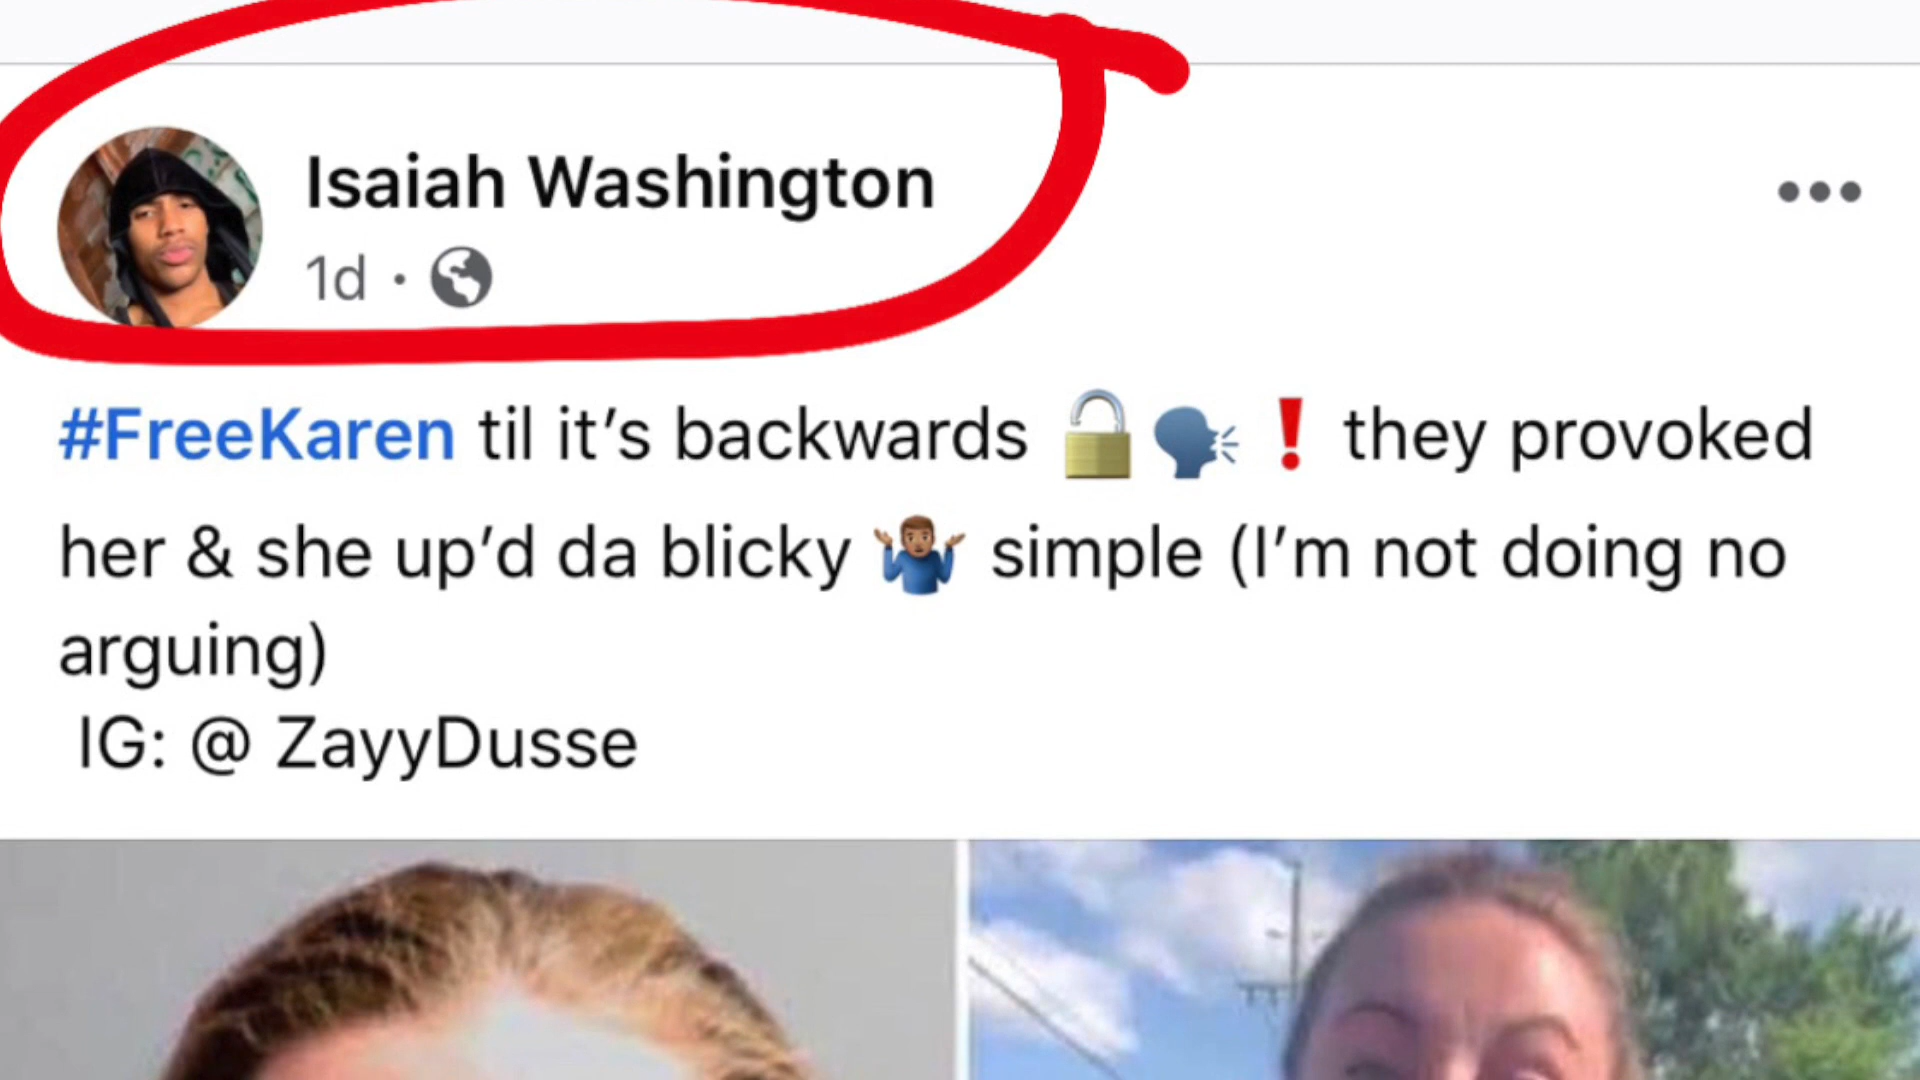 Isaiah Washington
1d ·
#FreeKaren til it’s backwards 🔓🗣❗ they provoked
her & she up’d da blicky 🤷🏽‍♂️ simple (I’m not doing no
arguing)
IG: @ ZayyDusse